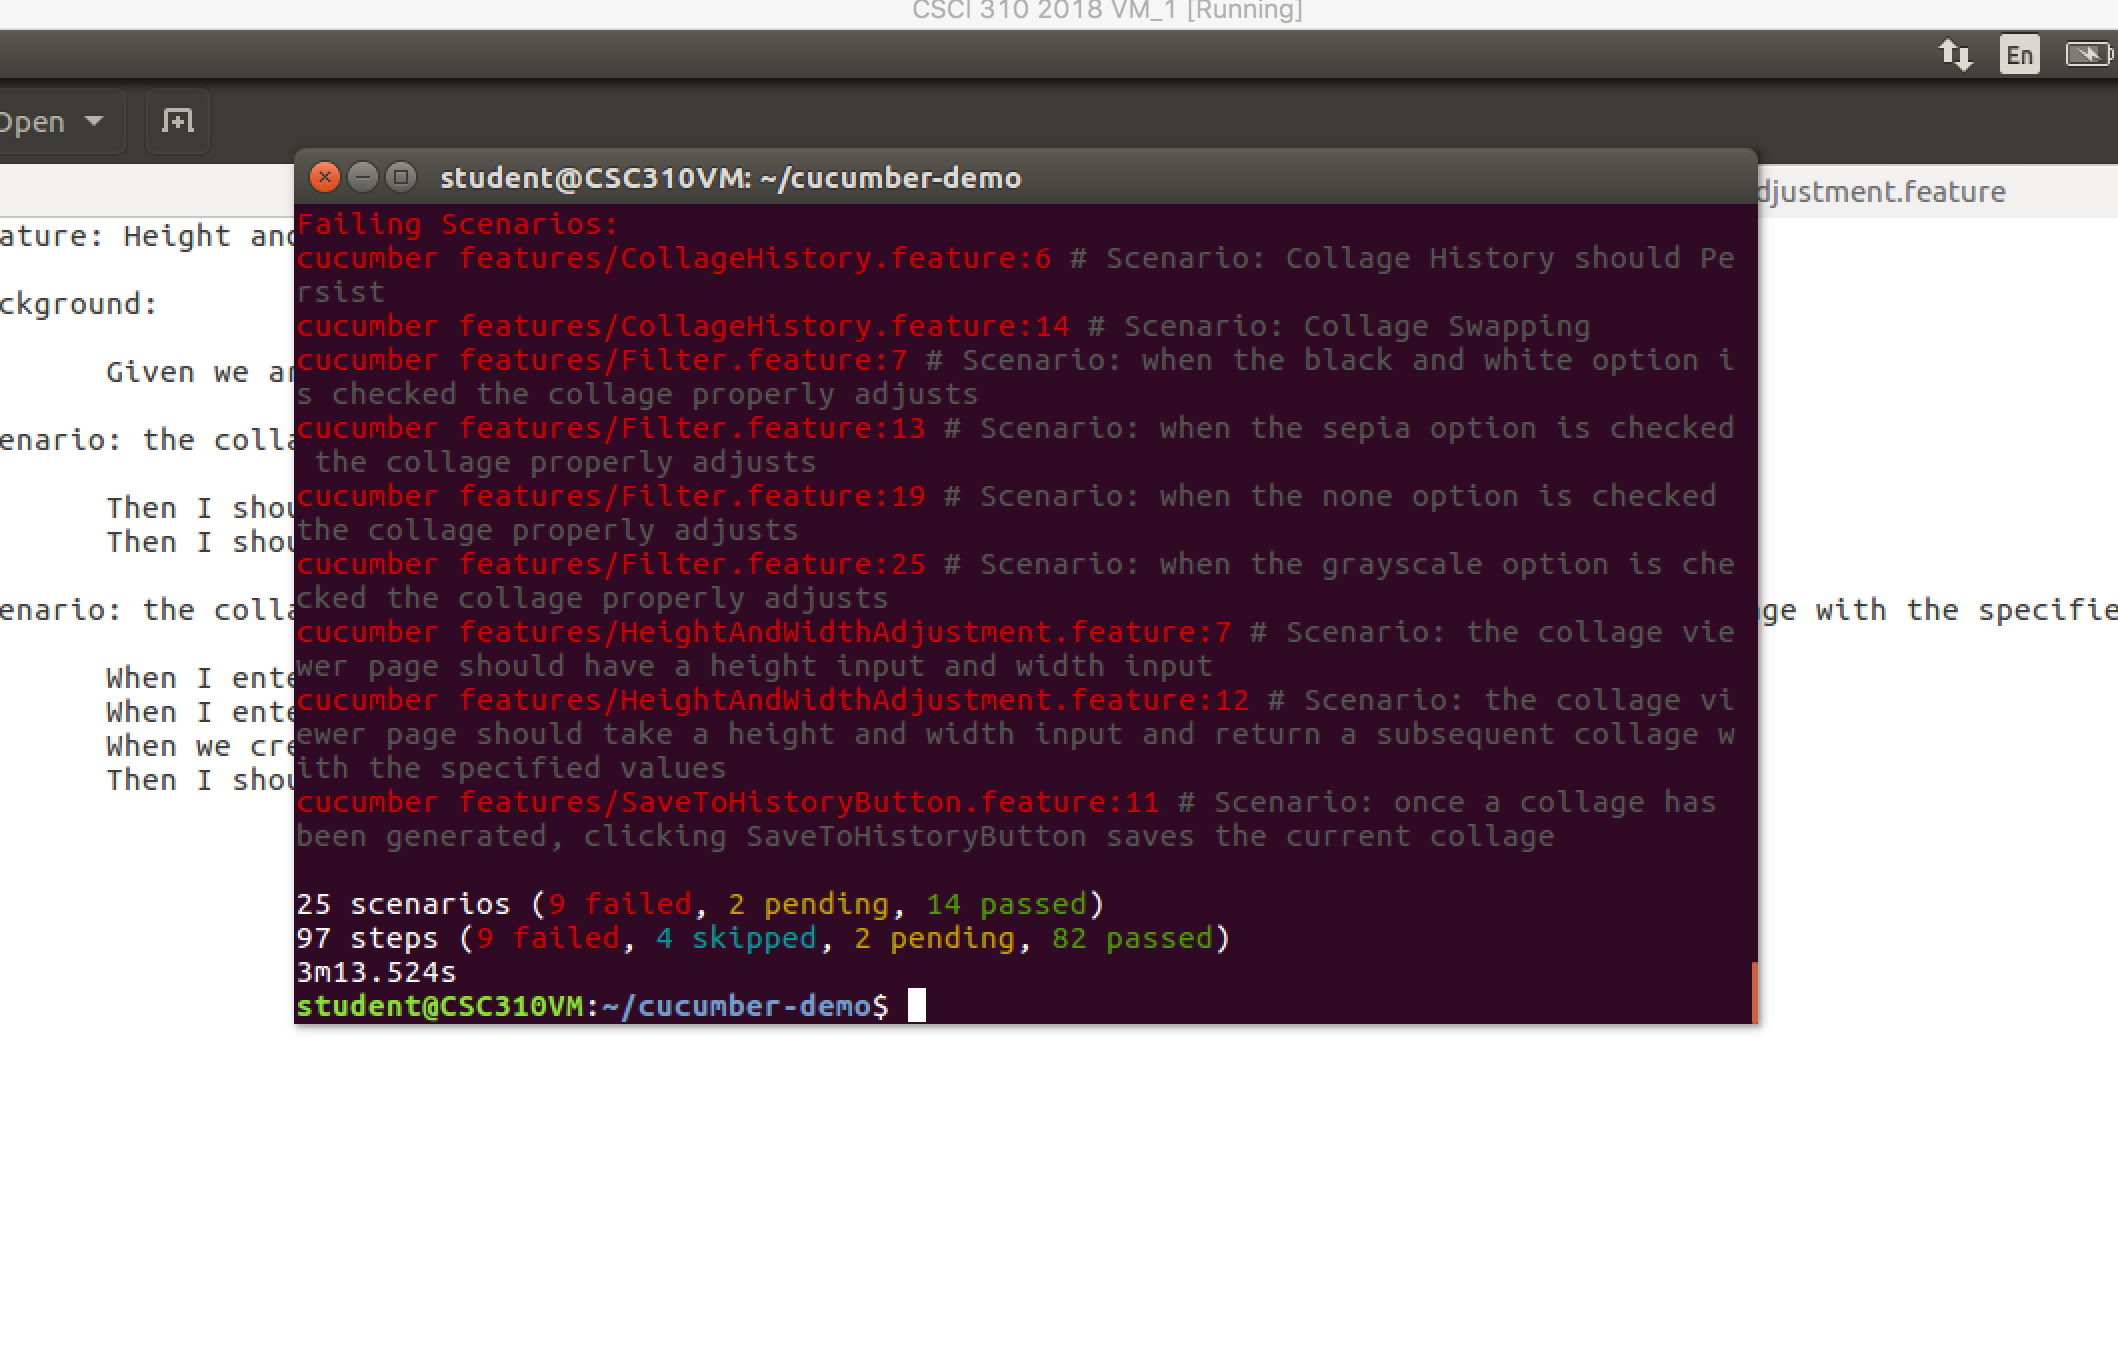 CSCI 310 2018 VM_1 [Running]
En
Open
student@CSC310VM: ~/cucumber-demo
djustment.feature
ature: Height and
ckground:
Given we ar
enario: the colla
Then I shou
Then I shou
enario: the colla
ge with the specifie
When I ente
When I ente
When we cre
Then I shou
Failing Scenarios:
cucumber features/CollageHistory.feature:6 # Scenario: Collage History should Pe
rsist
cucumber features/CollageHistory.feature:14 # Scenario: Collage Swapping
cucumber features/Filter.feature:7 # Scenario: when the black and white option i
s checked the collage properly adjusts
cucumber features/Filter.feature:13 # Scenario: when the sepia option is checked
 the collage properly adjusts
cucumber features/Filter.feature:19 # Scenario: when the none option is checked
the collage properly adjusts
cucumber features/Filter.feature:25 # Scenario: when the grayscale option is che
cked the collage properly adjusts
cucumber features/HeightAndWidthAdjustment.feature:7 # Scenario: the collage vie
wer page should have a height input and width input
cucumber features/HeightAndWidthAdjustment.feature:12 # Scenario: the collage vi
ewer page should take a height and width input and return a subsequent collage w
ith the specified values
cucumber features/SaveToHistoryButton.feature:11 # Scenario: once a collage has
been generated, clicking SaveToHistoryButton saves the current collage
25 scenarios (9 failed, 2 pending, 14 passed)
97 steps (9 failed, 4 skipped, 2 pending, 82 passed)
3m13.524s
student@CSC310VM:~/cucumber-demo$